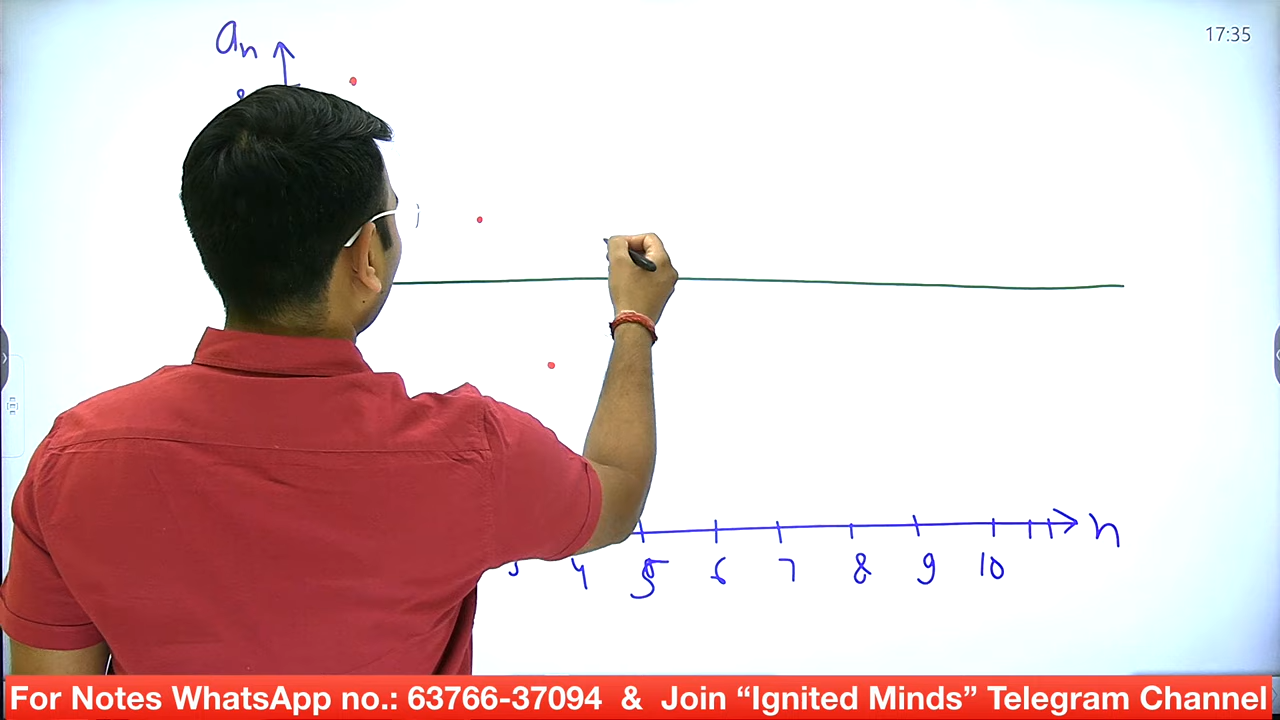 17:35
an
n
4 5 6 7 8 9 10
For Notes WhatsApp no.: 63766-37094 & Join “Ignited Minds” Telegram Channel